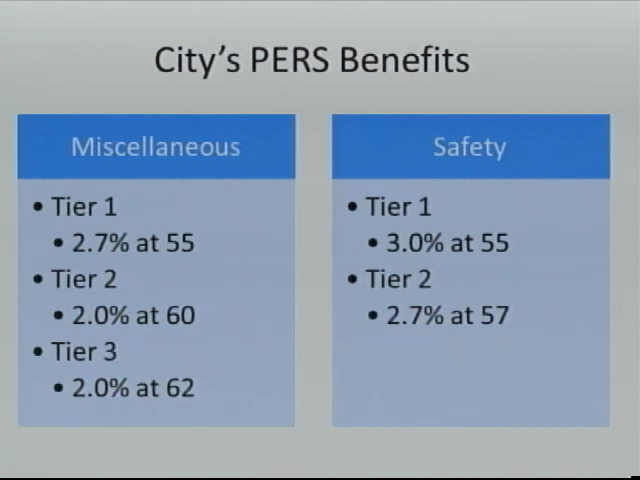 City's PERS Benefits
Miscellaneous
• Tier 1
• 2.7% at 55
• Tier 2
• 2.0% at 60
• Tier 3
• 2.0% at 62
Safety
• Tier 1
• 3.0% at 55
• Tier 2
• 2.7% at 57